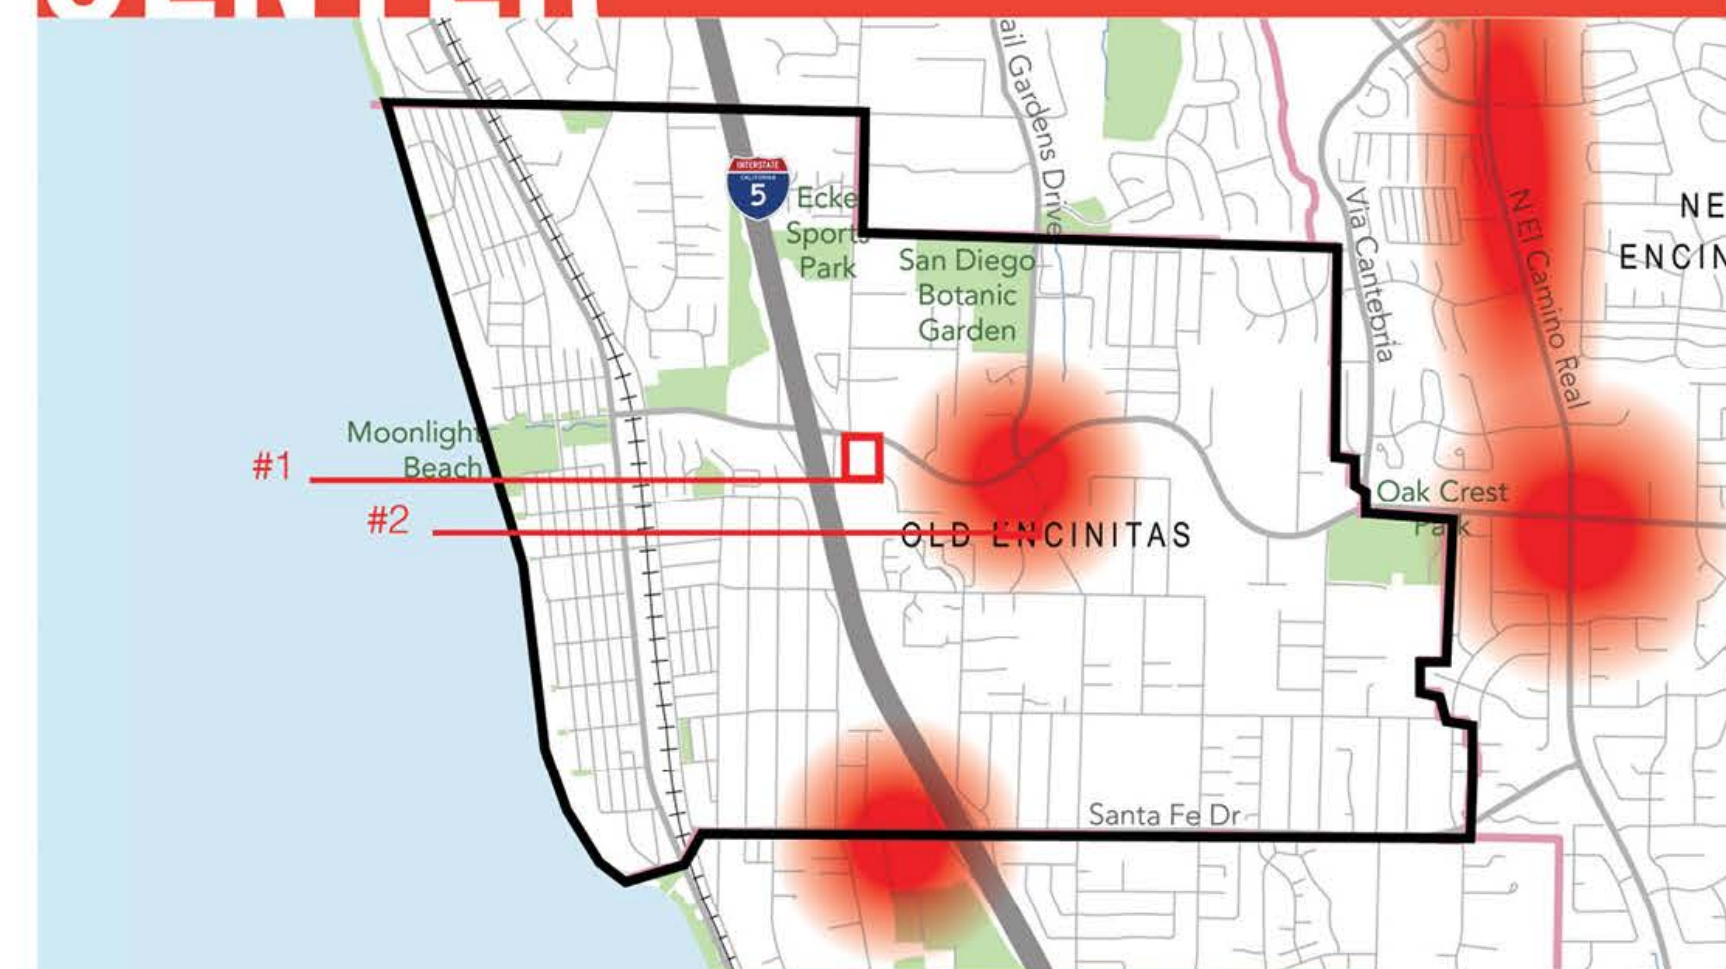 ail Gardens Drive
INTERSTATE
CALIFORNIA
5
Ecke
Sports
Park
San Diego
Botanic
Garden
Via Cantebria
N El Camino Real
NE
ENCIN
Moonlight
Beach
#1
#2
OLD ENCINITAS
Oak Crest
Park
Santa Fe Dr